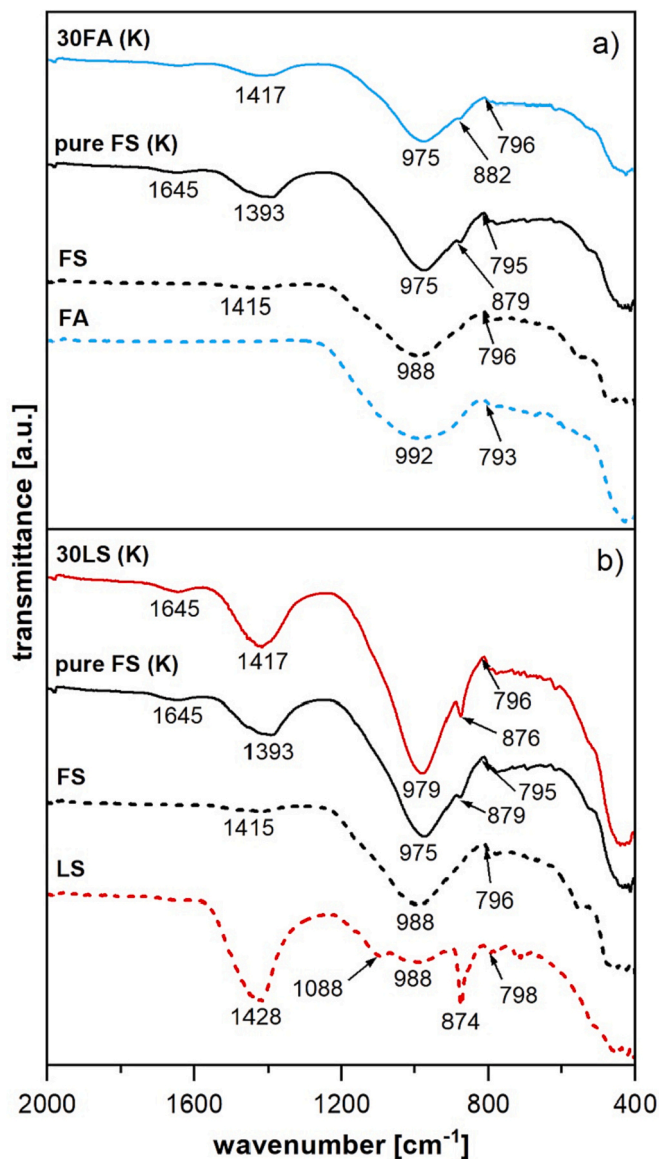 30FA (K)
a)
1417
975
882
796
pure FS (K)
1645
1393
975
879
795
FS
1415
988
796
FA
992
793
transmittance [a.u.]
30LS (K)
b)
1645
1417
979
876
796
pure FS (K)
1645
1393
975
879
795
FS
1415
988
796
LS
1428
1088
988
874
798
2000 1600 1200 800 400
wavenumber [cm⁻¹]